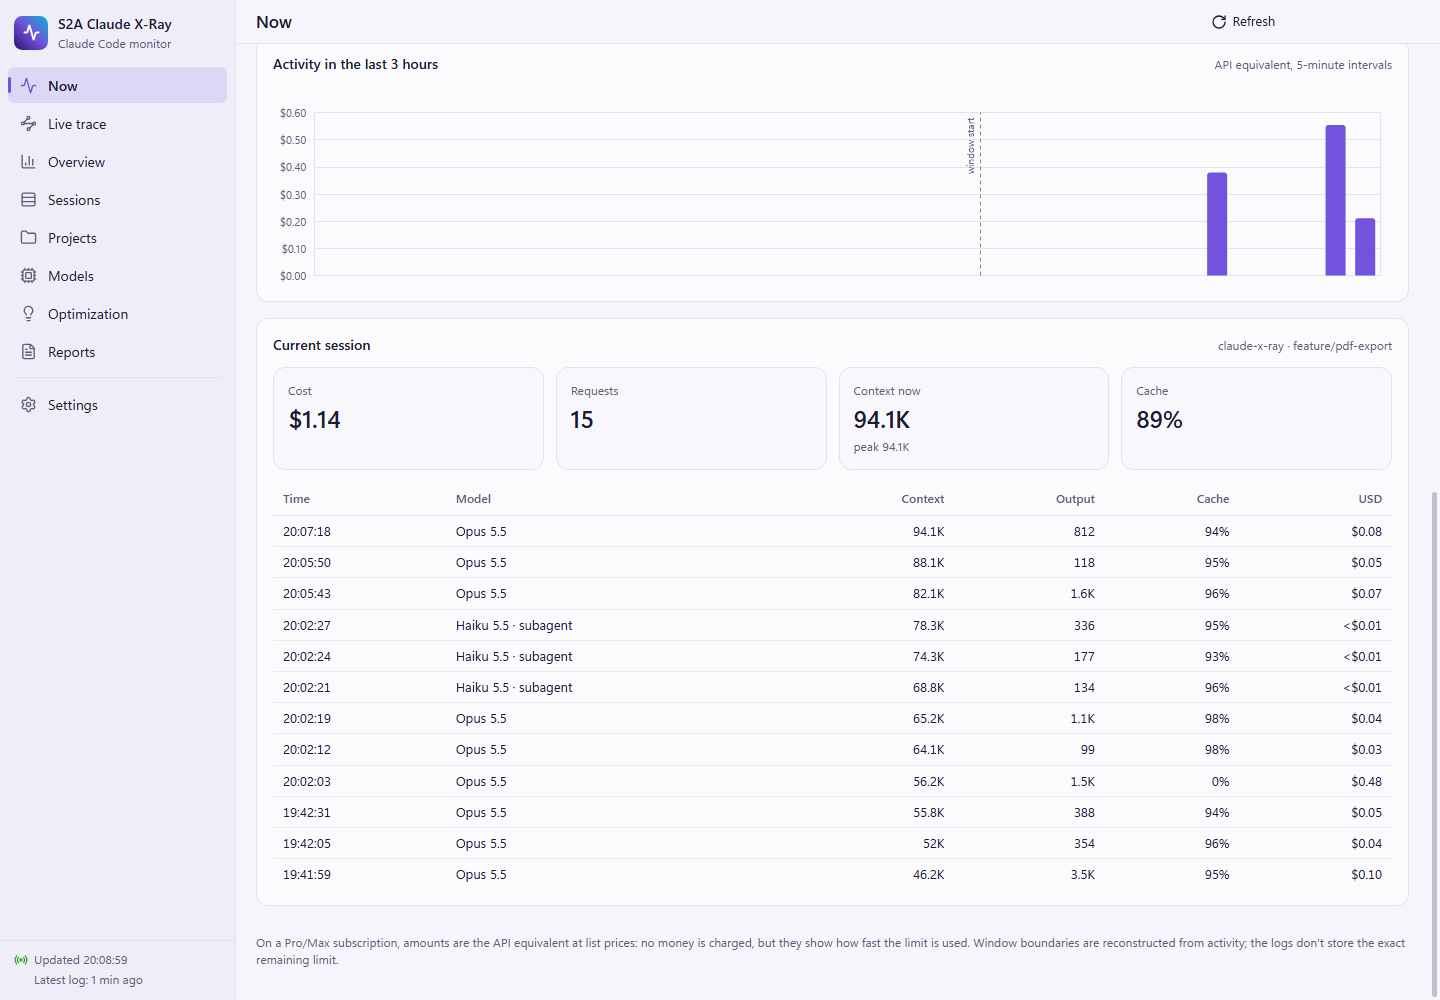 S2A Claude X-Ray
Claude Code monitor
Now
Live trace
Overview
Sessions
Projects
Models
Optimization
Reports
Settings
Updated 20:08:59
Latest log: 1 min ago
Now
Refresh
Activity in the last 3 hours
API equivalent, 5-minute intervals
$0.60
$0.50
$0.40
$0.30
$0.20
$0.10
$0.00
window start
Current session
claude-x-ray · feature/pdf-export
Cost
$1.14
Requests
15
Context now
94.1K
peak 94.1K
Cache
89%
Time Model Context Output Cache USD
20:07:18 Opus 5.5 94.1K 812 94% $0.08
20:05:50 Opus 5.5 88.1K 118 95% $0.05
20:05:43 Opus 5.5 82.1K 1.6K 96% $0.07
20:02:27 Haiku 5.5 · subagent 78.3K 336 95% <$0.01
20:02:24 Haiku 5.5 · subagent 74.3K 177 93% <$0.01
20:02:21 Haiku 5.5 · subagent 68.8K 134 96% <$0.01
20:02:19 Opus 5.5 65.2K 1.1K 98% $0.04
20:02:12 Opus 5.5 64.1K 99 98% $0.03
20:02:03 Opus 5.5 56.2K 1.5K 0% $0.48
19:42:31 Opus 5.5 55.8K 388 94% $0.05
19:42:05 Opus 5.5 52K 354 96% $0.04
19:41:59 Opus 5.5 46.2K 3.5K 95% $0.10
On a Pro/Max subscription, amounts are the API equivalent at list prices: no money is charged, but they show how fast the limit is used. Window boundaries are reconstructed from activity; the logs don't store the exact
remaining limit.